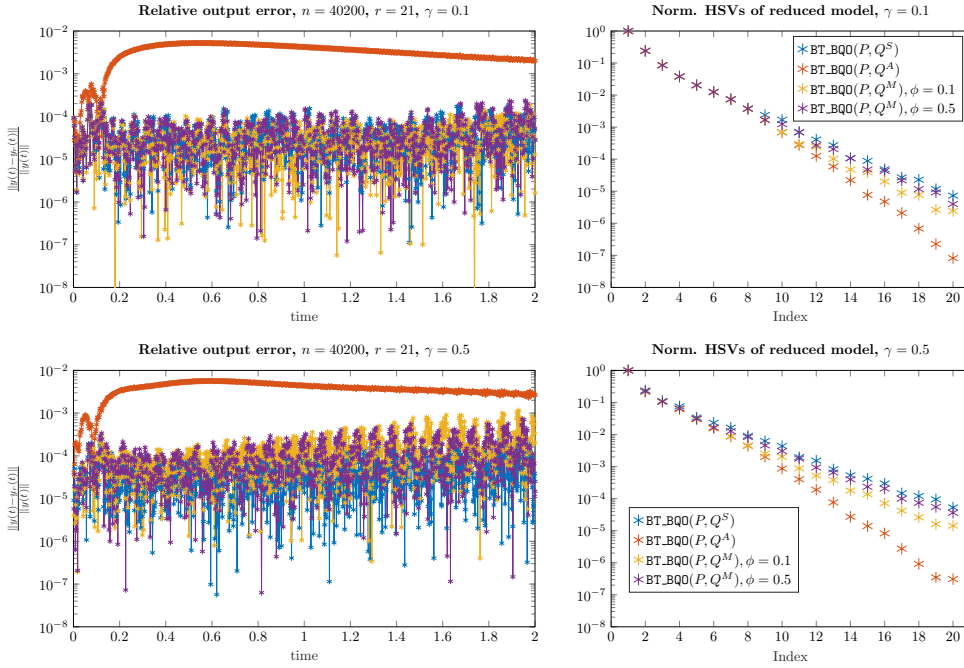 Relative output error, n = 40200, r = 21, γ = 0.1
10^−2
10^−3
10^−4
10^−5
10^−6
10^−7
10^−8
||y(t)−y_r(t)||
||y(t)||
0 0.2 0.4 0.6 0.8 1 1.2 1.4 1.6 1.8 2
time
Norm. HSVs of reduced model, γ = 0.1
10^0
10^−1
10^−2
10^−3
10^−4
10^−5
10^−6
10^−7
10^−8
BT_BQO(P, Q^S)
BT_BQO(P, Q^A)
BT_BQO(P, Q^M), ϕ = 0.1
BT_BQO(P, Q^M), ϕ = 0.5
0 2 4 6 8 10 12 14 16 18 20
Index
Relative output error, n = 40200, r = 21, γ = 0.5
10^−2
10^−3
10^−4
10^−5
10^−6
10^−7
10^−8
||y(t)−y_r(t)||
||y(t)||
0 0.2 0.4 0.6 0.8 1 1.2 1.4 1.6 1.8 2
time
Norm. HSVs of reduced model, γ = 0.5
10^0
10^−1
10^−2
10^−3
10^−4
10^−5
10^−6
10^−7
10^−8
BT_BQO(P, Q^S)
BT_BQO(P, Q^A)
BT_BQO(P, Q^M), ϕ = 0.1
BT_BQO(P, Q^M), ϕ = 0.5
0 2 4 6 8 10 12 14 16 18 20
Index